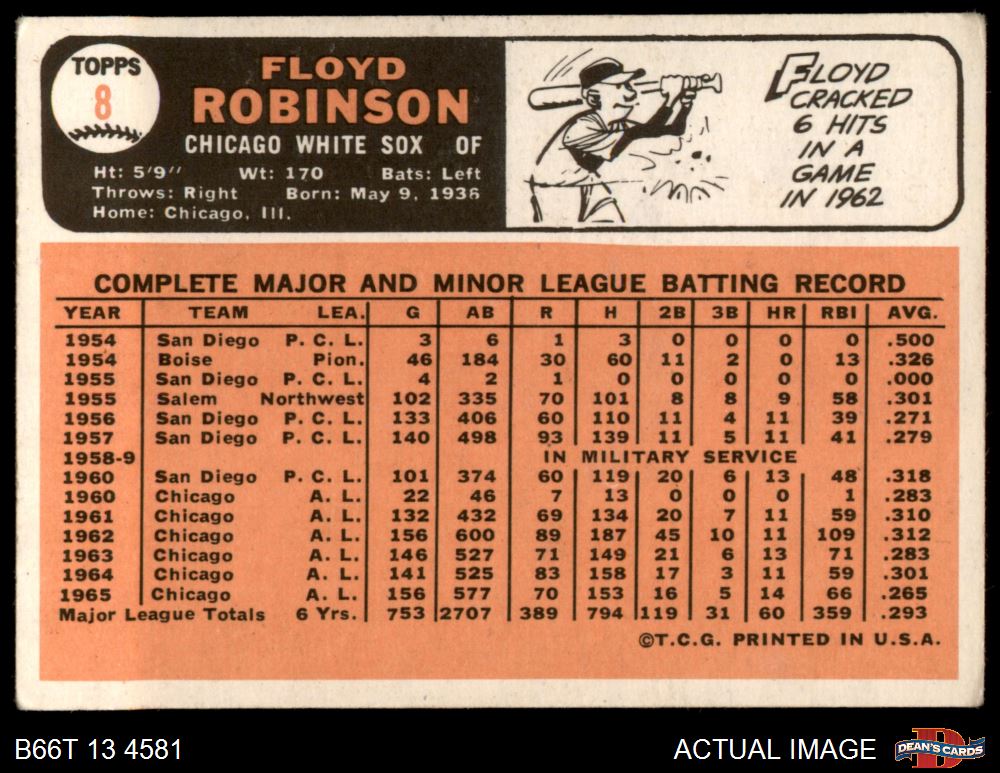 TOPPS
8
FLOYD
ROBINSON
CHICAGO WHITE SOX OF
Ht: 5'9" Wt: 170 Bats: Left
Throws: Right Born: May 9, 1936
Home: Chicago, Ill.
FLOYD
CRACKED
6 HITS
IN A
GAME
IN 1962
COMPLETE MAJOR AND MINOR LEAGUE BATTING RECORD
YEAR TEAM LEA. G AB R H 2B 3B HR RBI AVG.
1954 San Diego P. C. L. 3 6 1 3 0 0 0 0 .500
1954 Boise Pion. 46 184 30 60 11 2 0 13 .326
1955 San Diego P. C. L. 4 2 1 0 0 0 0 0 .000
1955 Salem Northwest 102 335 70 101 8 8 9 58 .301
1956 San Diego P. C. L. 133 406 60 110 11 4 11 39 .271
1957 San Diego P. C. L. 140 498 93 139 11 5 11 41 .279
1958-9 IN MILITARY SERVICE
1960 San Diego P. C. L. 101 374 60 119 20 6 13 48 .318
1960 Chicago A. L. 22 46 7 13 0 0 0 1 .283
1961 Chicago A. L. 132 432 69 134 20 7 11 59 .310
1962 Chicago A. L. 156 600 89 187 45 10 11 109 .312
1963 Chicago A. L. 146 527 71 149 21 6 13 71 .283
1964 Chicago A. L. 141 525 83 158 17 3 11 59 .301
1965 Chicago A. L. 156 577 70 153 16 5 14 66 .265
Major League Totals 6 Yrs. 753 2707 389 794 119 31 60 359 .293
©T.C.G. PRINTED IN U.S.A.
B66T 13 4581 ACTUAL IMAGE DEAN'S CARDS